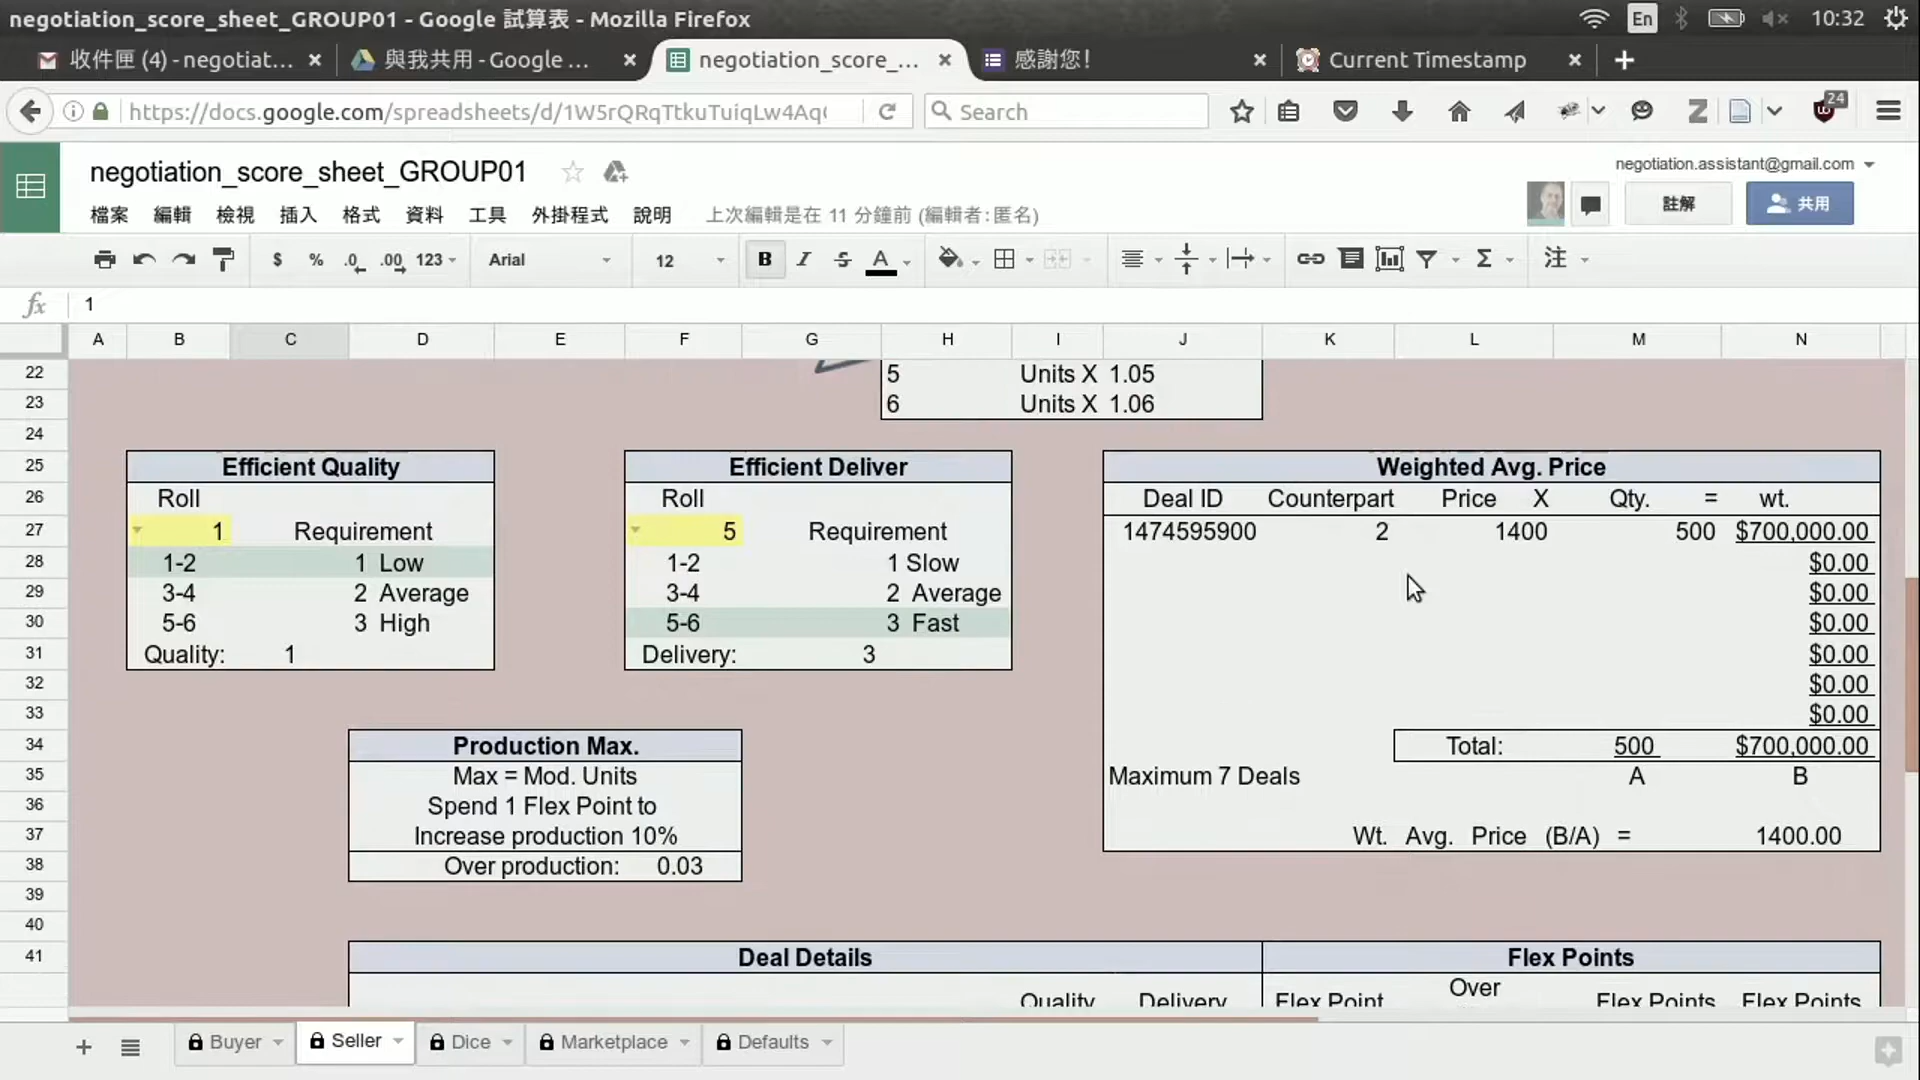 negotiation_score_sheet_GROUP01 - Google 試算表 - Mozilla Firefox
En
10:32
收件匣 (4) - negotiat...
與我共用 - Google ...
negotiation_score_...
感謝您!
Current Timestamp
https://docs.google.com/spreadsheets/d/1W5rQRqTtkuTuiqLw4Aq
Search
24
negotiation_score_sheet_GROUP01
negotiation.assistant@gmail.com
檔案 編輯 檢視 插入 格式 資料 工具 外掛程式 說明 上次編輯是在 11 分鐘前 (編輯者: 匿名)
註解
共用
$ % .0 .00 123 Arial 12 B I S A Σ 注
fx 1
A B C D E F G H I J K L M N
22 5 Units X 1.05
23 6 Units X 1.06
24
25 Efficient Quality Efficient Deliver Weighted Avg. Price
26 Roll Roll Deal ID Counterpart Price X Qty. = wt.
27 1 Requirement 5 Requirement 1474595900 2 1400 500 $700,000.00
28 1-2 1 Low 1-2 1 Slow $0.00
29 3-4 2 Average 3-4 2 Average $0.00
30 5-6 3 High 5-6 3 Fast $0.00
31 Quality: 1 Delivery: 3 $0.00
32 $0.00
33 $0.00
34 Production Max. Total: 500 $700,000.00
35 Max = Mod. Units Maximum 7 Deals A B
36 Spend 1 Flex Point to
37 Increase production 10% Wt. Avg. Price (B/A) = 1400.00
38 Over production: 0.03
39
40
41 Deal Details Flex Points
Over
Quality Delivery Flex Point Flex Points Flex Points
Buyer
Seller
Dice
Marketplace
Defaults